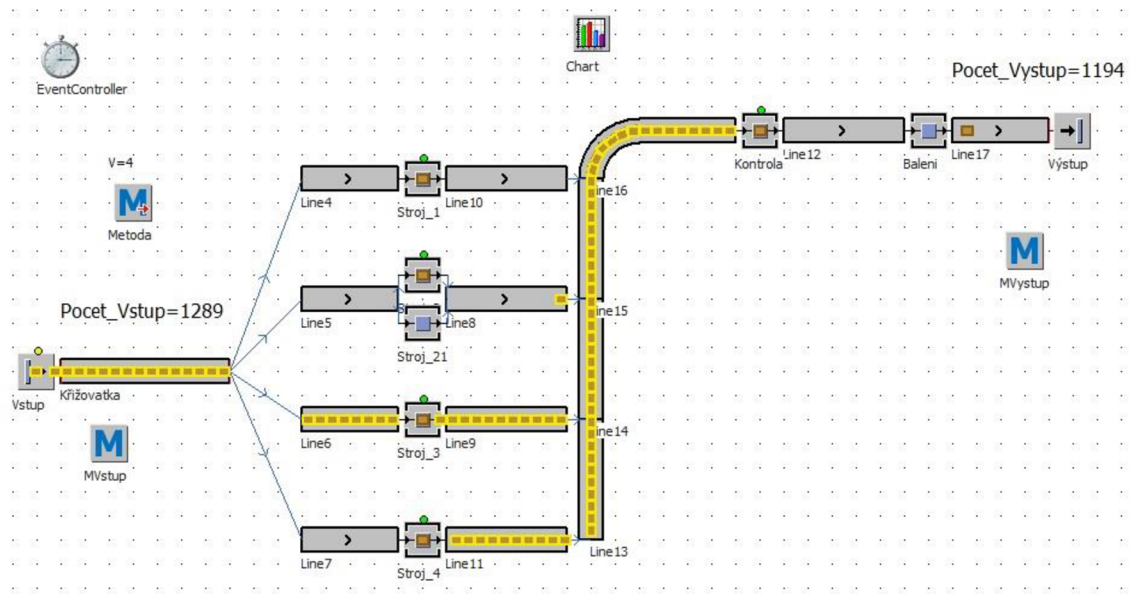 EventController
Chart
Pocet_Vystup=1194
V=4
Metoda
Line4
Stroj_1
Line10
ine16
Kontrola
Line12
Baleni
Line17
Výstup
MVystup
Pocet_Vstup=1289
Line5
Stroj_21
Line8
ine15
Vstup
Křižovatka
MVstup
Line6
Stroj_3
Line9
ine14
Line7
Stroj_4
Line11
Line13